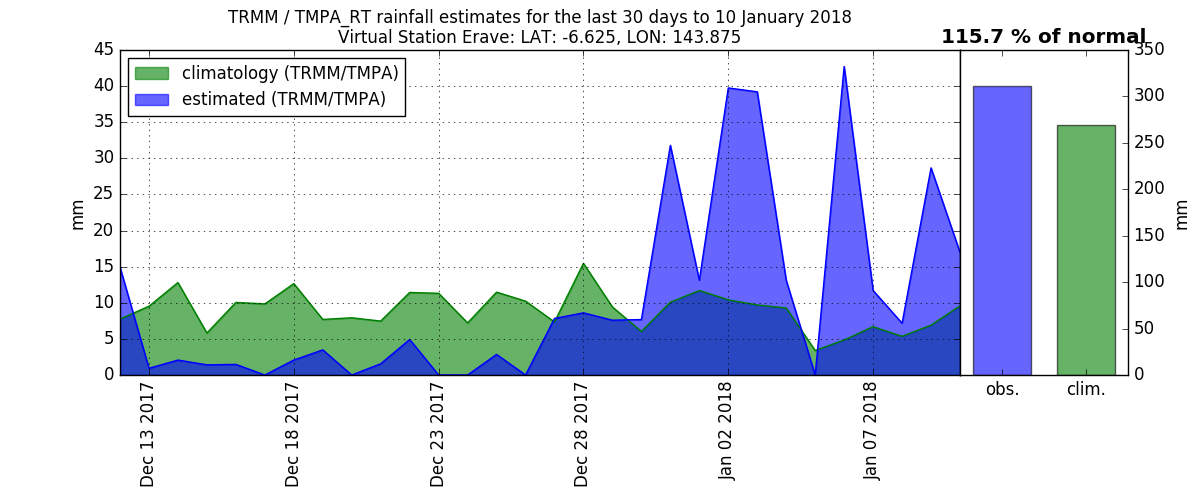 TRMM / TMPA_RT rainfall estimates for the last 30 days to 10 January 2018
Virtual Station Erave: LAT: -6.625, LON: 143.875
115.7 % of normal
climatology (TRMM/TMPA)
estimated (TRMM/TMPA)
45
40
35
30
25
20
15
10
5
0
mm
Dec 13 2017
Dec 18 2017
Dec 23 2017
Dec 28 2017
Jan 02 2018
Jan 07 2018
obs.
clim.
350
300
250
200
150
100
50
0
mm